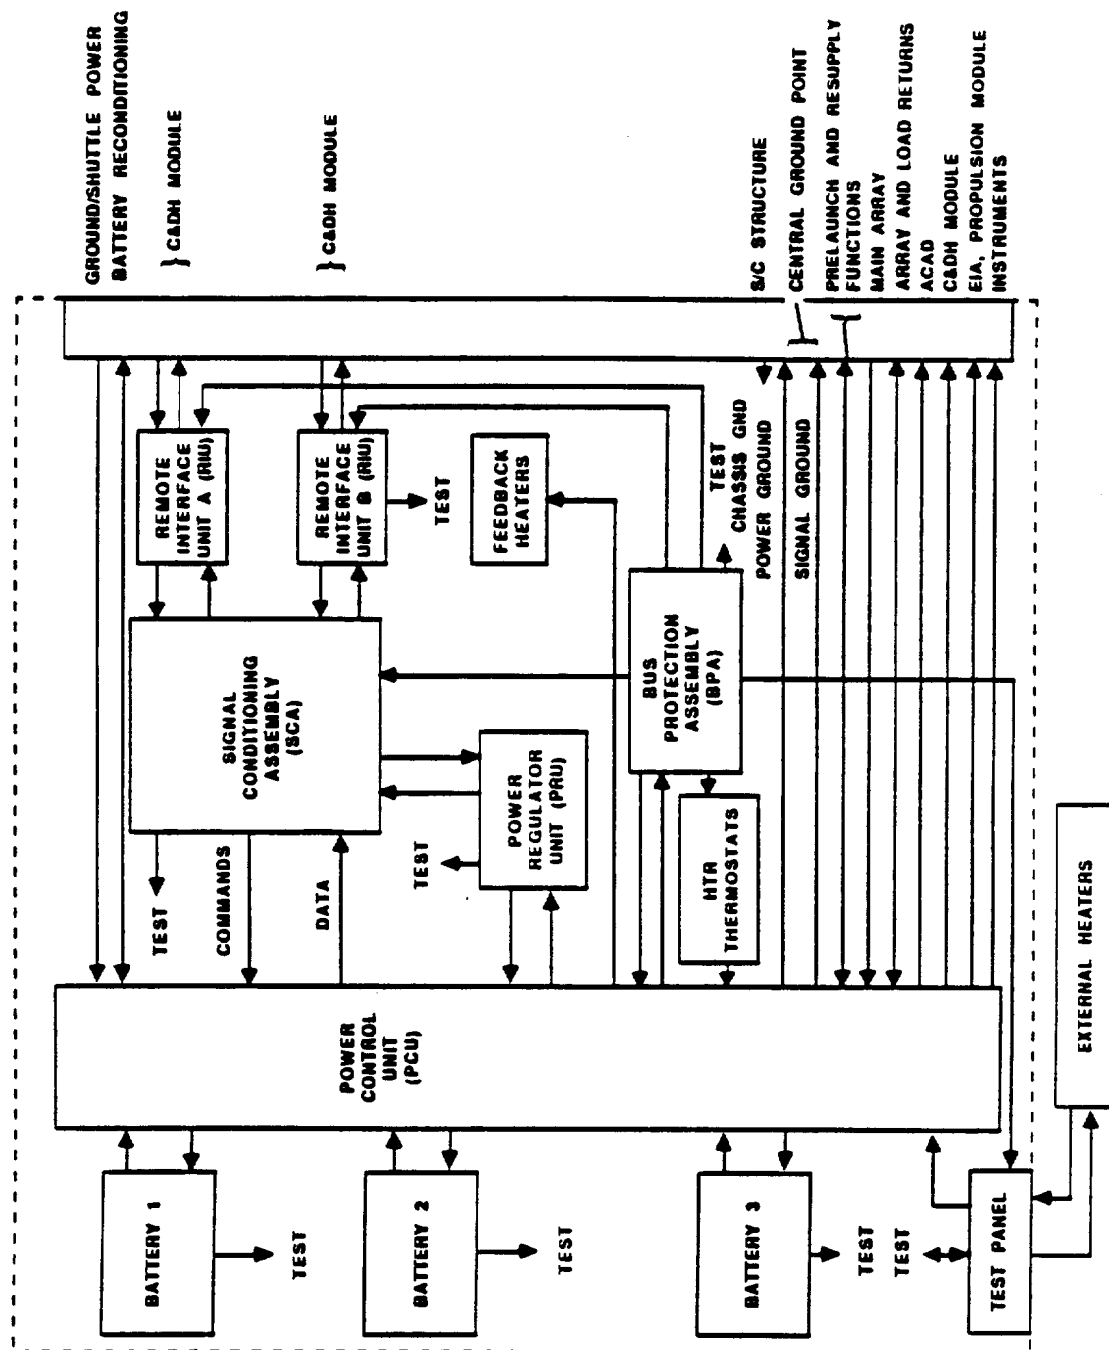 GROUND/SHUTTLE POWER
BATTERY RECONDITIONING
} C&DH MODULE
} C&DH MODULE
S/C STRUCTURE
CENTRAL GROUND POINT
PRELAUNCH AND RESUPPLY
FUNCTIONS
MAIN ARRAY
ARRAY AND LOAD RETURNS
ACAD
C&DH MODULE
EIA, PROPULSION MODULE
INSTRUMENTS
REMOTE
INTERFACE
UNIT A (RIU)
REMOTE
INTERFACE
UNIT B (RIU)
TEST
FEEDBACK
HEATERS
TEST
CHASSIS GND
POWER GROUND
SIGNAL GROUND
SIGNAL
CONDITIONING
ASSEMBLY
(SCA)
BUS
PROTECTION
ASSEMBLY
(BPA)
POWER
REGULATOR
UNIT (PRU)
TEST
HTR
THERMOSTATS
TEST
COMMANDS
DATA
POWER
CONTROL
UNIT
(PCU)
EXTERNAL HEATERS
BATTERY 1
TEST
BATTERY 2
TEST
BATTERY 3
TEST
TEST
TEST PANEL